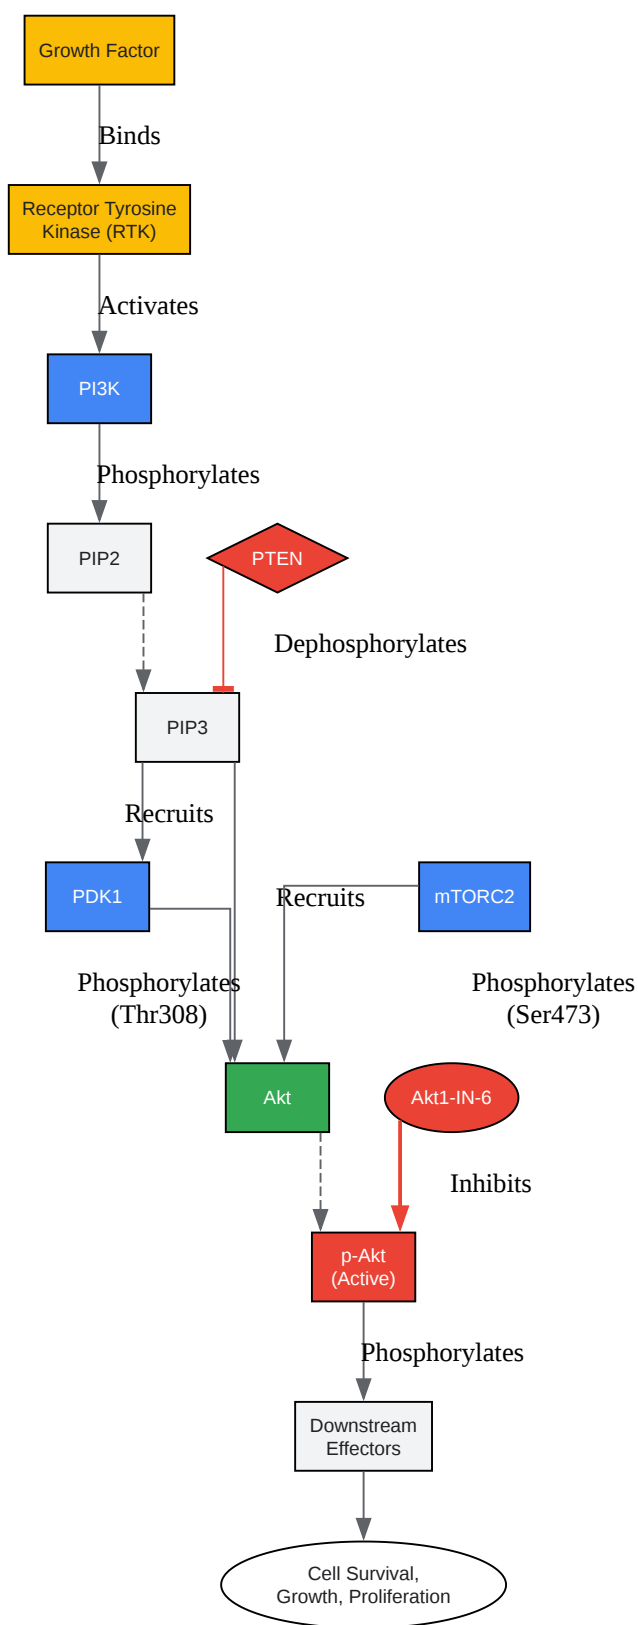 Growth Factor
Binds
Receptor Tyrosine
Kinase (RTK)
Activates
PI3K
Phosphorylates
PIP2
PTEN
Dephosphorylates
PIP3
Recruits
PDK1
Recruits
mTORC2
Phosphorylates
(Thr308)
Phosphorylates
(Ser473)
Akt
Akt1-IN-6
Inhibits
p-Akt
(Active)
Phosphorylates
Downstream
Effectors
Cell Survival,
Growth, Proliferation